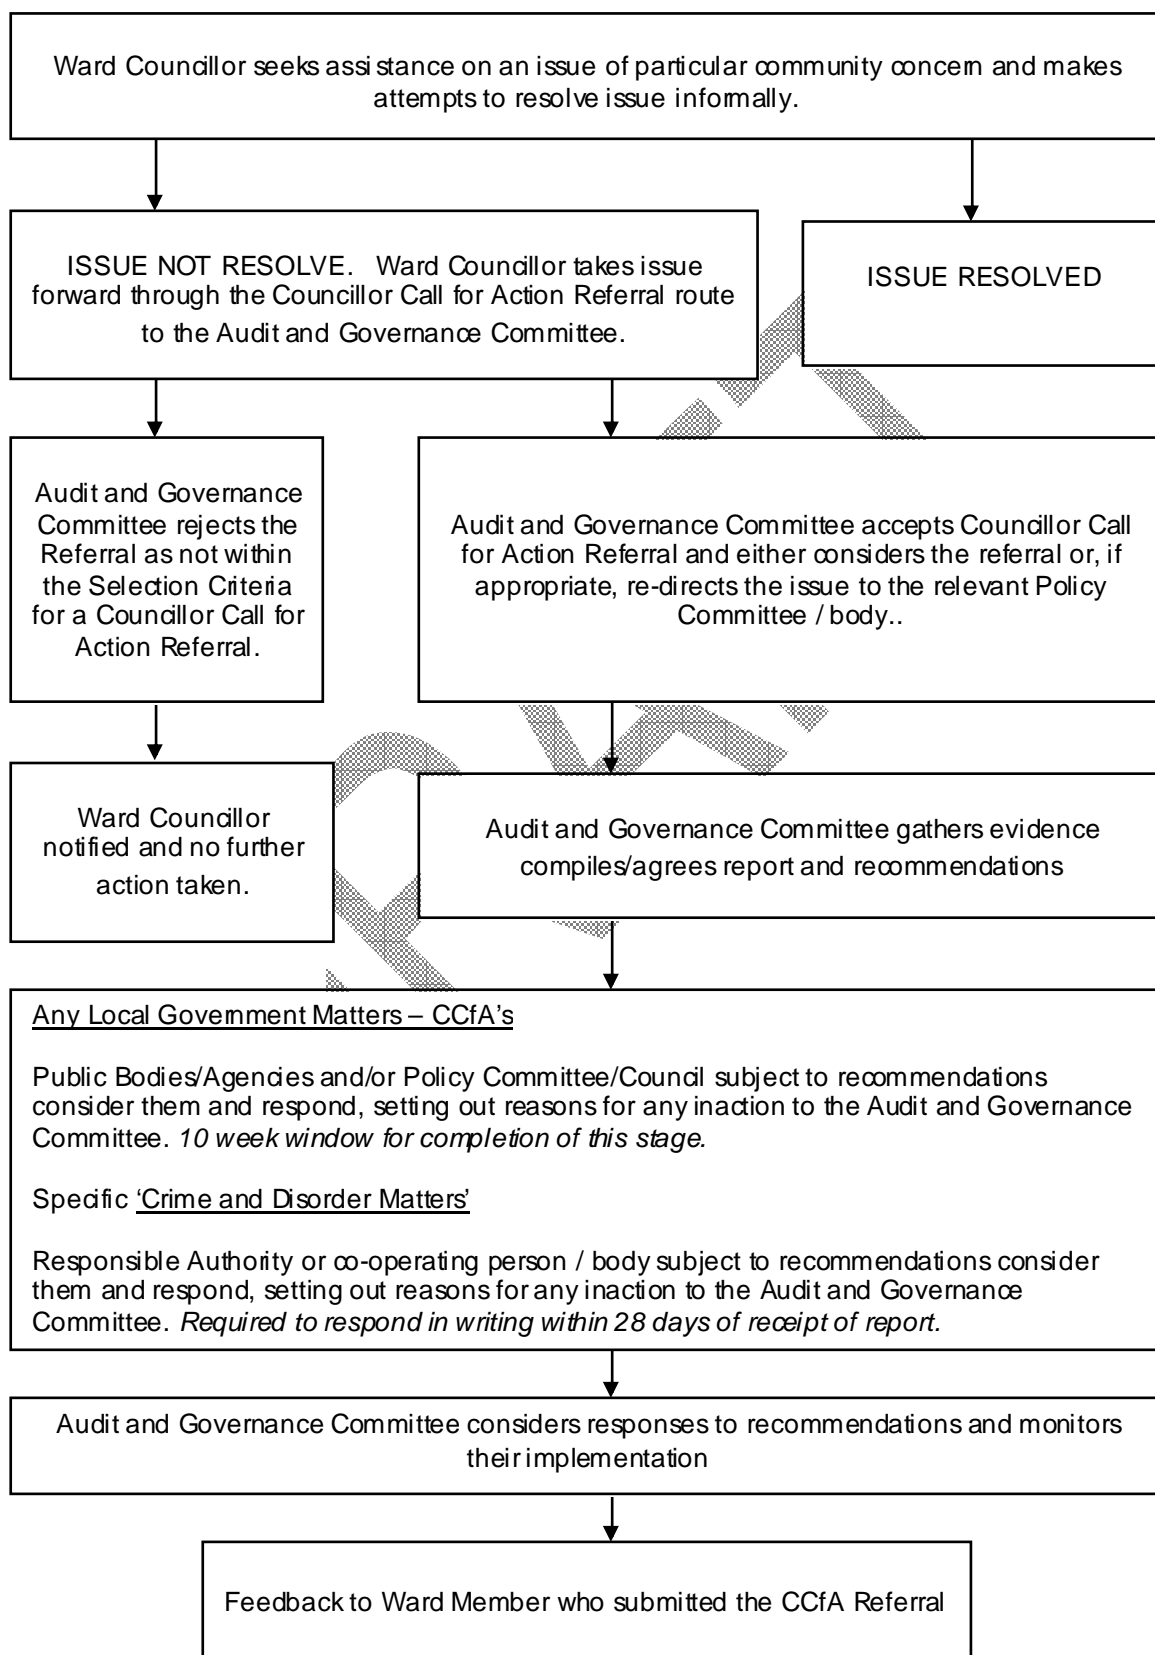 Ward Councillor seeks assistance on an issue of particular community concern and makes
attempts to resolve issue informally.
ISSUE NOT RESOLVE. Ward Councillor takes issue
forward through the Councillor Call for Action Referral route
to the Audit and Governance Committee.
ISSUE RESOLVED
Audit and Governance
Committee rejects the
Referral as not within
the Selection Criteria
for a Councillor Call for
Action Referral.
Audit and Governance Committee accepts Councillor Call
for Action Referral and either considers the referral or, if
appropriate, re-directs the issue to the relevant Policy
Committee / body..
Ward Councillor
notified and no further
action taken.
Audit and Governance Committee gathers evidence
compiles/agrees report and recommendations
Any Local Government Matters – CCfA's
Public Bodies/Agencies and/or Policy Committee/Council subject to recommendations
consider them and respond, setting out reasons for any inaction to the Audit and Governance
Committee. 10 week window for completion of this stage.
Specific 'Crime and Disorder Matters'
Responsible Authority or co-operating person / body subject to recommendations consider
them and respond, setting out reasons for any inaction to the Audit and Governance
Committee. Required to respond in writing within 28 days of receipt of report.
Audit and Governance Committee considers responses to recommendations and monitors
their implementation
Feedback to Ward Member who submitted the CCfA Referral